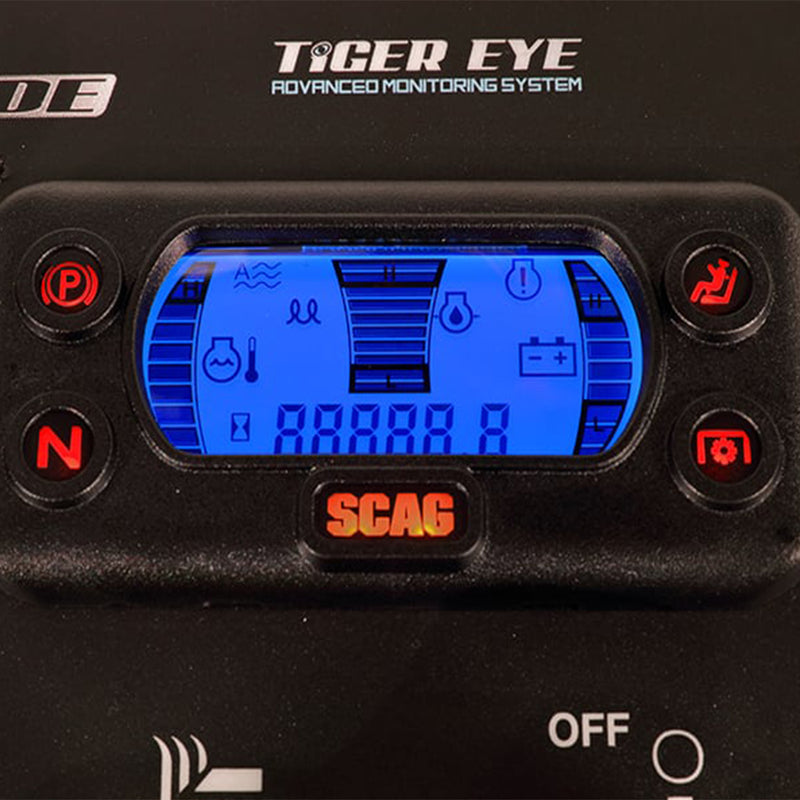 TIGER EYE
DE
ADVANCED MONITORING SYSTEM
H
A
H
H
P
L
L
88888.8
N
SCAG
OFF